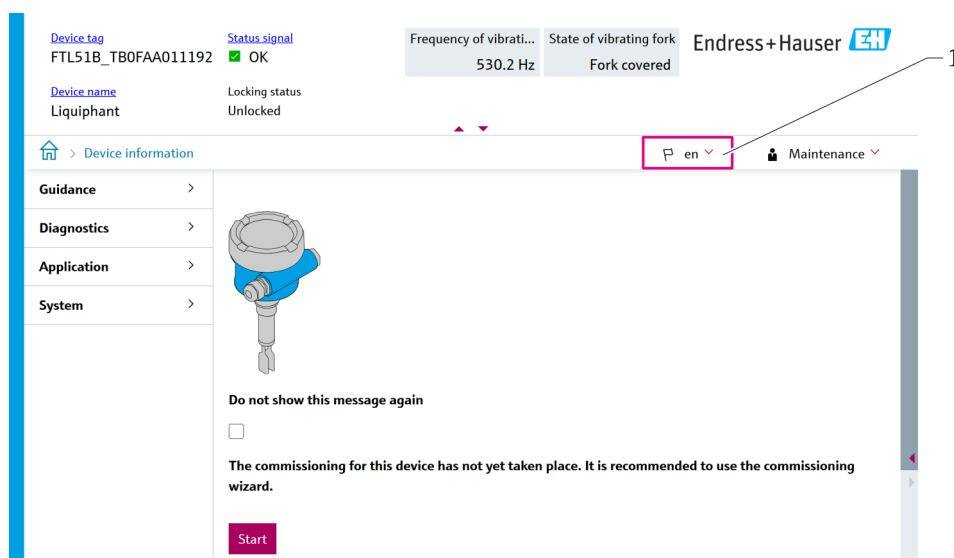 Device tag
FTL51B_TB0FAA011192
Status signal
OK
Frequency of vibrati...
530.2 Hz
State of vibrating fork
Fork covered
Endress+Hauser EH
1
Device name
Liquiphant
Locking status
Unlocked
> Device information
en
Maintenance
Guidance >
Diagnostics >
Application >
System >
Do not show this message again
The commissioning for this device has not yet taken place. It is recommended to use the commissioning
wizard.
Start